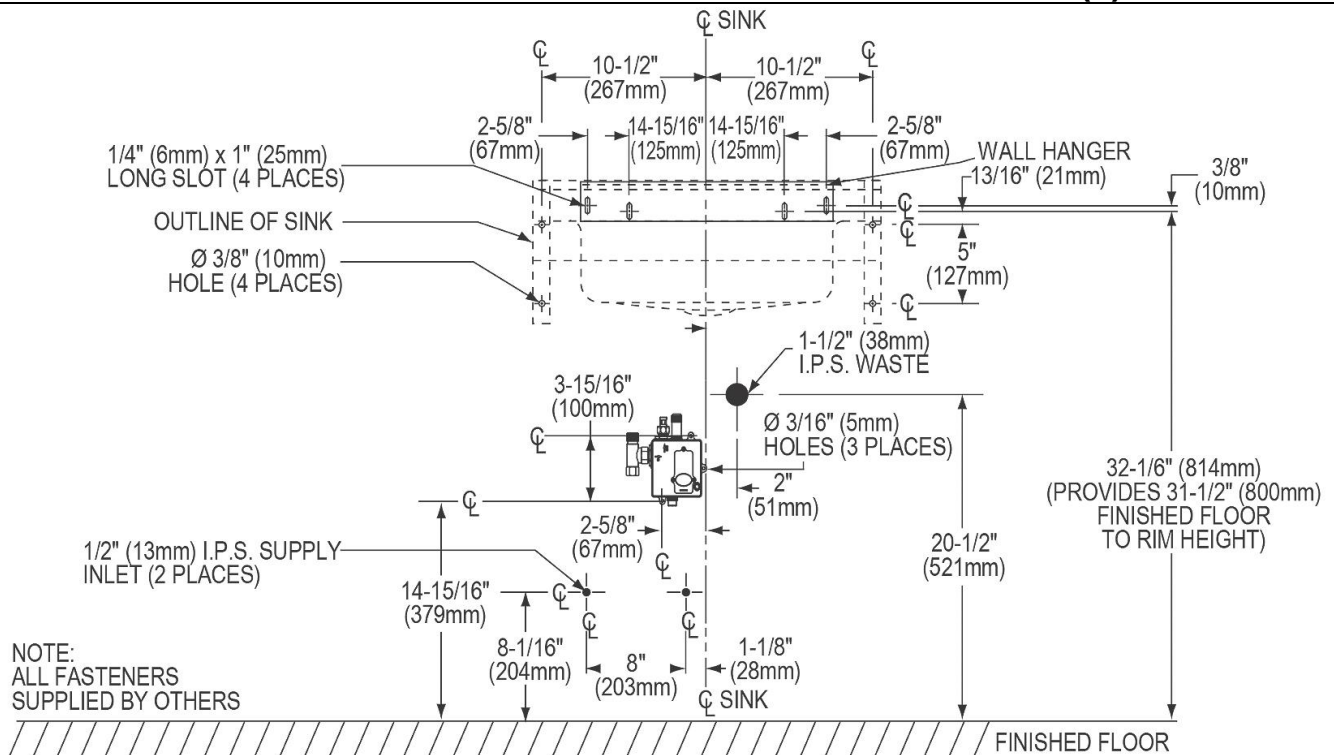 ℄ SINK
℄
℄
10-1/2"
(267mm)
10-1/2"
(267mm)
2-5/8"
(67mm)
14-15/16"
(125mm)
14-15/16"
(125mm)
2-5/8"
(67mm)
1/4" (6mm) x 1" (25mm)
LONG SLOT (4 PLACES)
WALL HANGER
13/16" (21mm)
3/8"
(10mm)
OUTLINE OF SINK
℄
℄
Ø 3/8" (10mm)
HOLE (4 PLACES)
5"
(127mm)
℄
1-1/2" (38mm)
I.P.S. WASTE
3-15/16"
(100mm)
Ø 3/16" (5mm)
HOLES (3 PLACES)
℄
2"
(51mm)
32-1/6" (814mm)
(PROVIDES 31-1/2" (800mm)
FINISHED FLOOR
TO RIM HEIGHT)
℄
2-5/8"
(67mm)
℄
20-1/2"
(521mm)
1/2" (13mm) I.P.S. SUPPLY
INLET (2 PLACES)
14-15/16"
(379mm)
℄
℄
℄
8-1/16"
(204mm)
8"
(203mm)
1-1/8"
(28mm)
NOTE:
ALL FASTENERS
SUPPLIED BY OTHERS
℄ SINK
FINISHED FLOOR